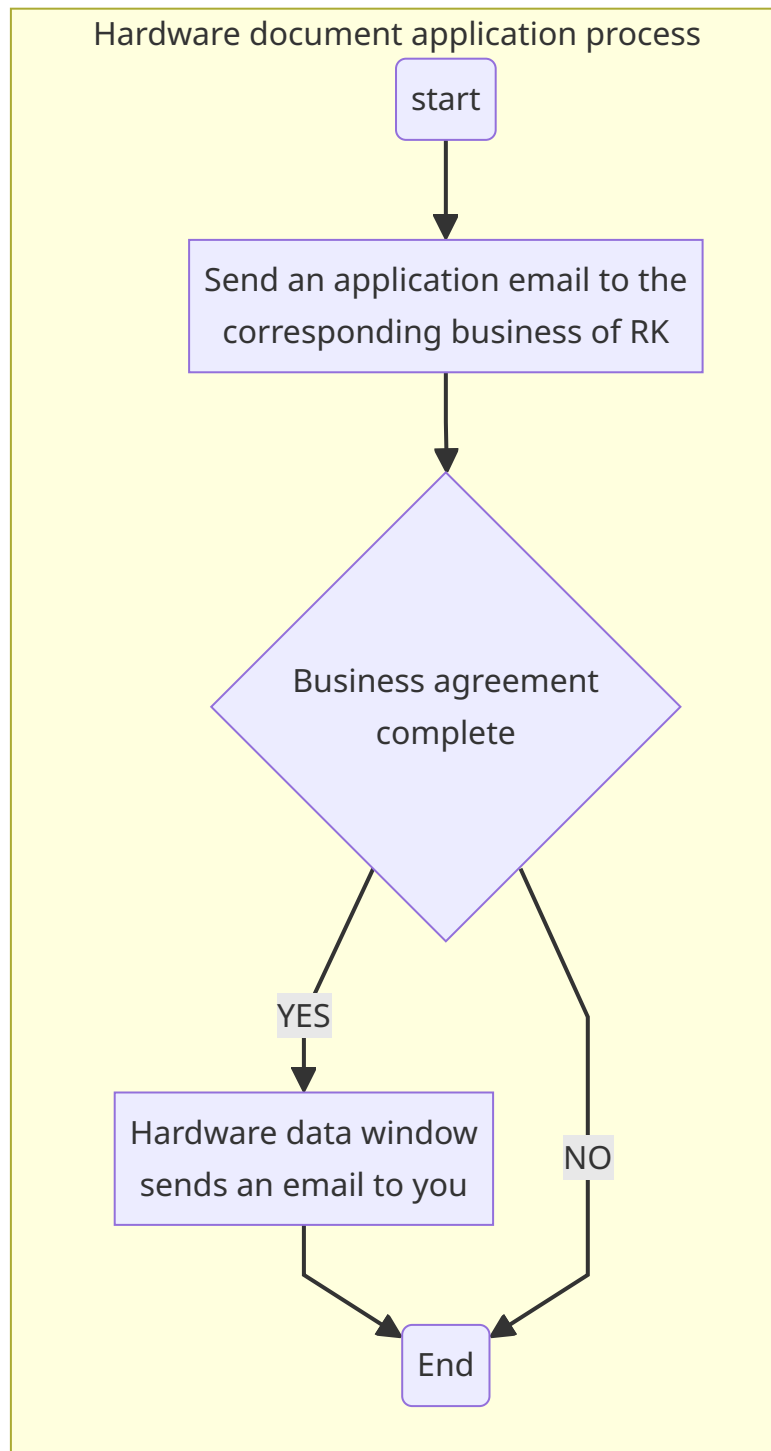 Hardware document application process
start
Send an application email to the
corresponding business of RK
Business agreement
complete
YES
Hardware data window
sends an email to you
NO
End